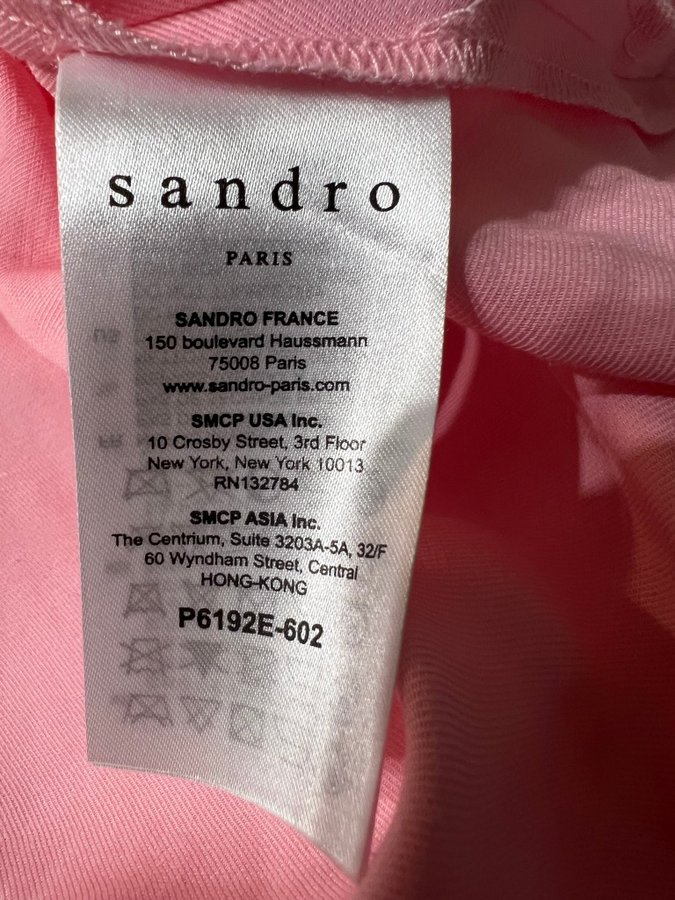 sandro
PARIS
SANDRO FRANCE
150 boulevard Haussmann
75008 Paris
www.sandro-paris.com
SMCP USA Inc.
10 Crosby Street, 3rd Floor
New York, New York 10013
RN132784
SMCP ASIA Inc.
The Centrium, Suite 3203A-5A, 32/F
60 Wyndham Street, Central
HONG-KONG
P6192E-602